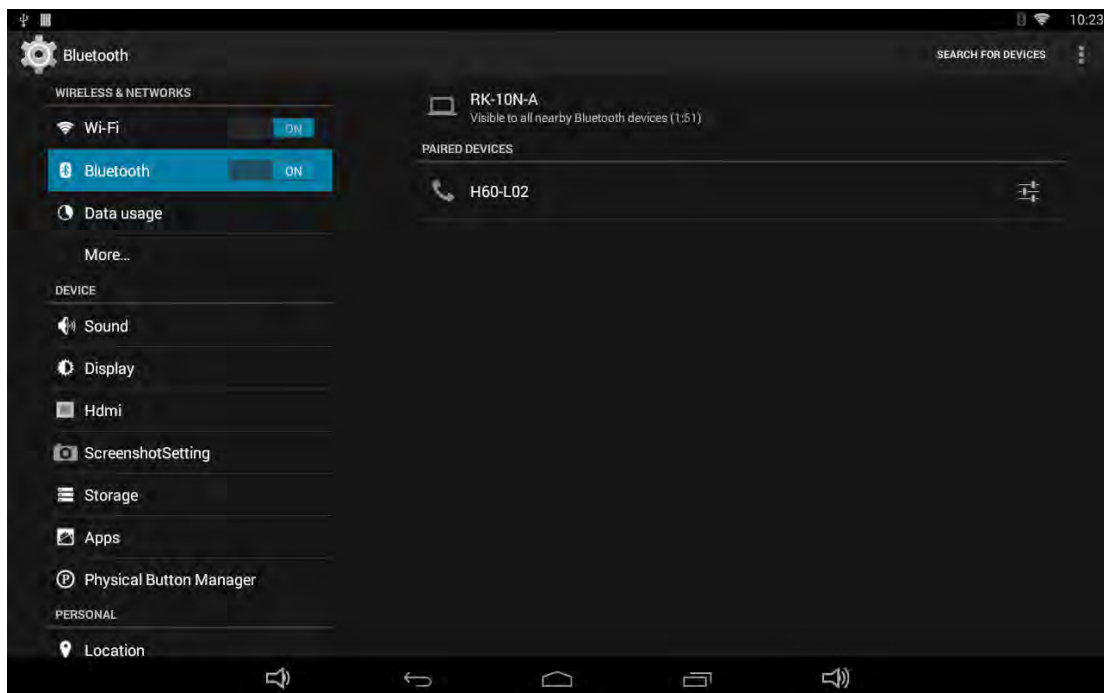 10:23
Bluetooth
SEARCH FOR DEVICES
WIRELESS & NETWORKS
Wi-Fi ON
Bluetooth ON
Data usage
More...
DEVICE
Sound
Display
Hdmi
ScreenshotSetting
Storage
Apps
Physical Button Manager
PERSONAL
Location
RK-10N-A
Visible to all nearby Bluetooth devices (1:51)
PAIRED DEVICES
H60-L02